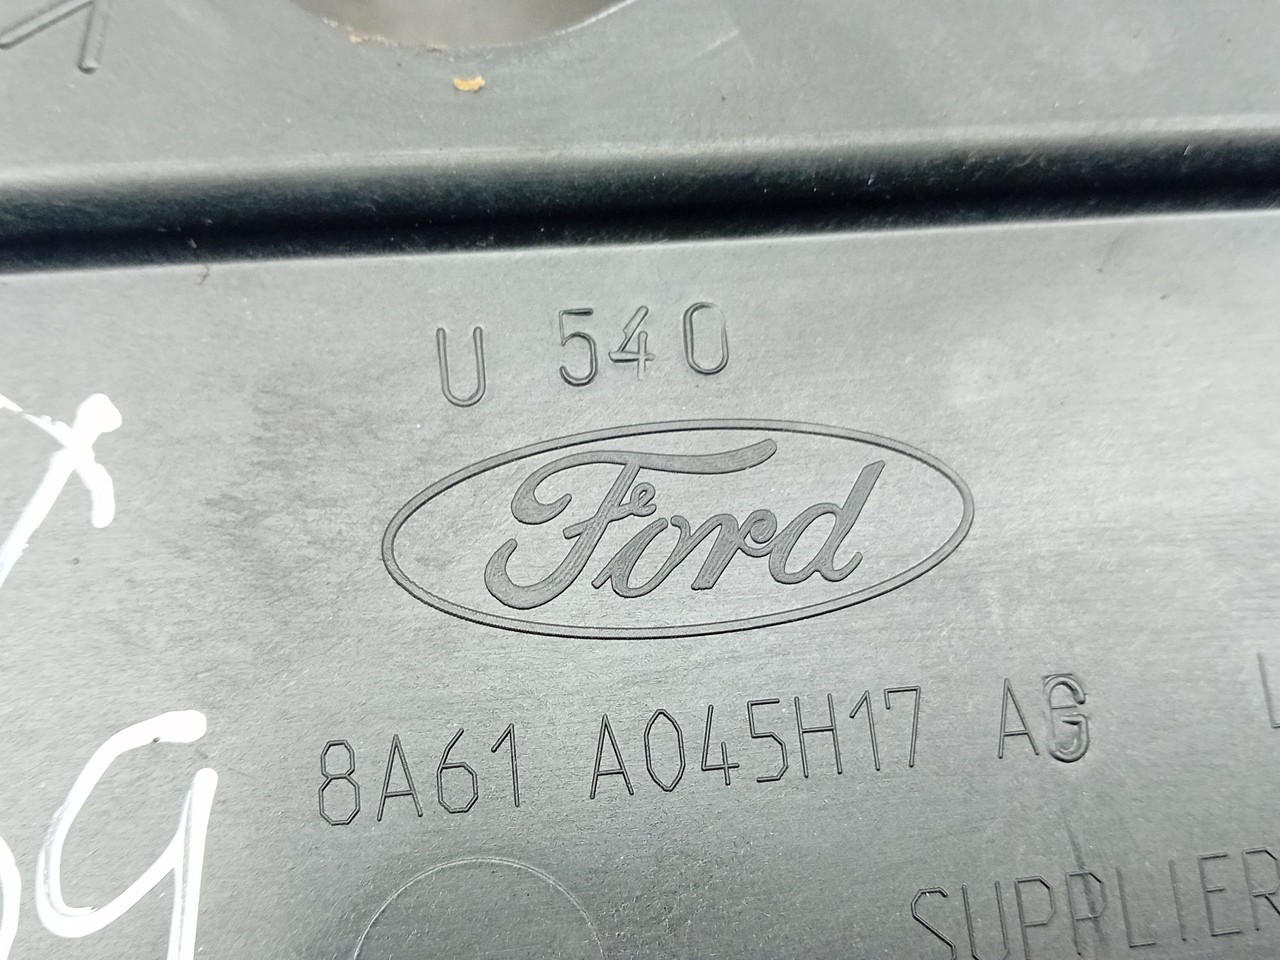 U 540
Ford
8A61 A045H17 AG
SUPPLIER